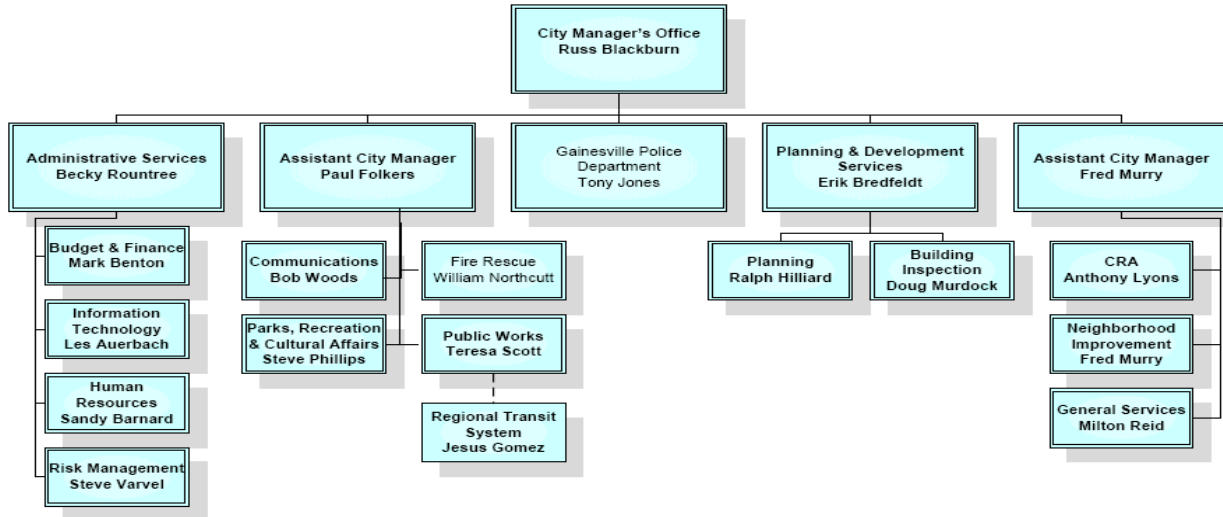 City Manager's Office
Russ Blackburn
Administrative Services
Becky Rountree
Assistant City Manager
Paul Folkers
Gainesville Police
Department
Tony Jones
Planning & Development
Services
Erik Bredfeldt
Assistant City Manager
Fred Murry
Budget & Finance
Mark Benton
Information
Technology
Les Auerbach
Human
Resources
Sandy Barnard
Risk Management
Steve Varvel
Communications
Bob Woods
Parks, Recreation
& Cultural Affairs
Steve Phillips
Fire Rescue
William Northcutt
Public Works
Teresa Scott
Regional Transit
System
Jesus Gomez
Planning
Ralph Hilliard
Building
Inspection
Doug Murdock
CRA
Anthony Lyons
Neighborhood
Improvement
Fred Murry
General Services
Milton Reid